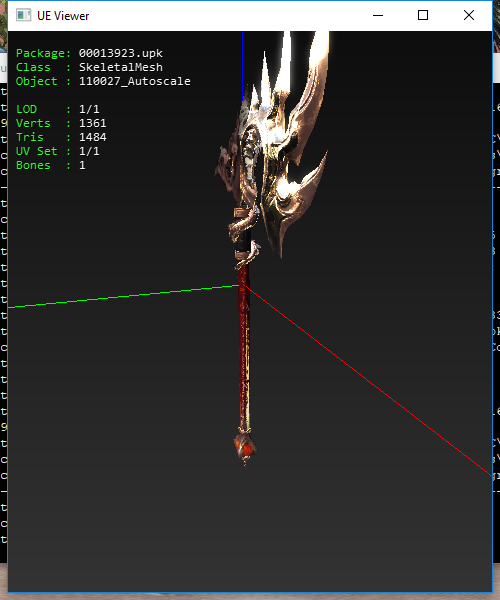 UE Viewer
Package: 00013923.upk
Class  : SkeletalMesh
Object : 110027_Autoscale
LOD    : 1/1
Verts  : 1361
Tris   : 1484
UV Set : 1/1
Bones  : 1